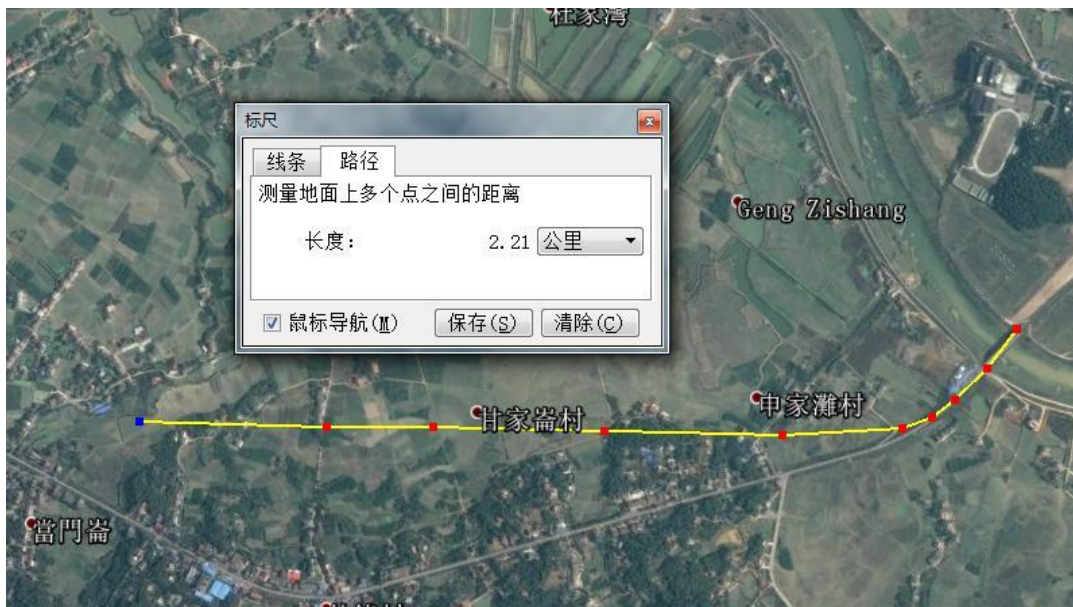 杜家湾
标尺
线条 路径
测量地面上多个点之间的距离
长度： 2.21 公里
鼠标导航(M) 保存(S) 清除(C)
Geng Zishang
甘家崙村
申家灘村
當門崙